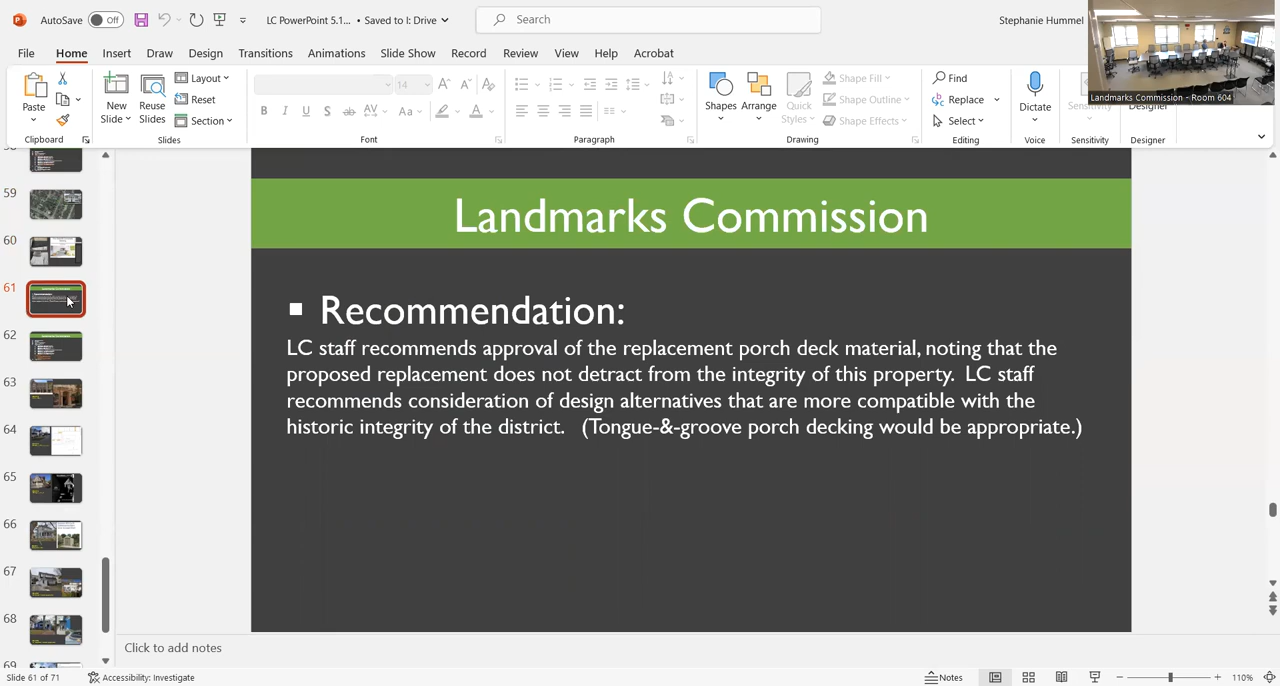 AutoSave Off LC PowerPoint 5.1... • Saved to I: Drive Search Stephanie Hummel
File Home Insert Draw Design Transitions Animations Slide Show Record Review View Help Acrobat
Paste
Clipboard
New Slide
Reuse Slides
Layout
Reset
Section
Slides
14
B I U S ab AV Aa A
Font
Paragraph
Shapes
Arrange
Quick Styles
Shape Fill
Shape Outline
Shape Effects
Drawing
Find
Replace
Select
Editing
Dictate
Voice
Sensitivity
Sensitivity
Designer
Designer
Landmarks Commission - Room 604
59
60
61
62
63
64
65
66
67
68
69
Landmarks Commission
Recommendation:
LC staff recommends approval of the replacement porch deck material, noting that the
proposed replacement does not detract from the integrity of this property. LC staff
recommends consideration of design alternatives that are more compatible with the
historic integrity of the district. (Tongue-&-groove porch decking would be appropriate.)
Click to add notes
Slide 61 of 71 Accessibility: Investigate Notes 110%